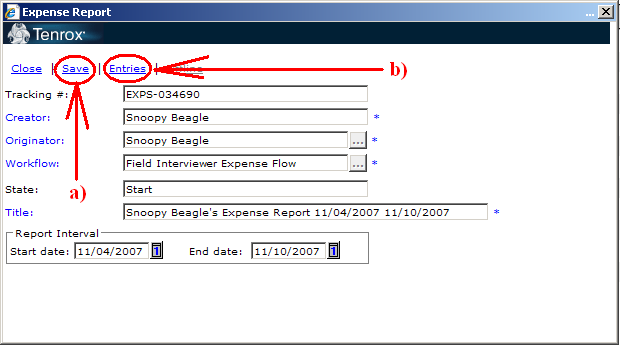 Expense Report
Tenrox
Close | Save | Entries |
b)
Tracking #: EXPS-034690
Creator: Snoopy Beagle *
Originator: Snoopy Beagle ... *
Workflow: Field Interviewer Expense Flow ... *
a)
State: Start
Title: Snoopy Beagle's Expense Report 11/04/2007 11/10/2007 *
Report Interval
Start date: 11/04/2007 1 End date: 11/10/2007 1